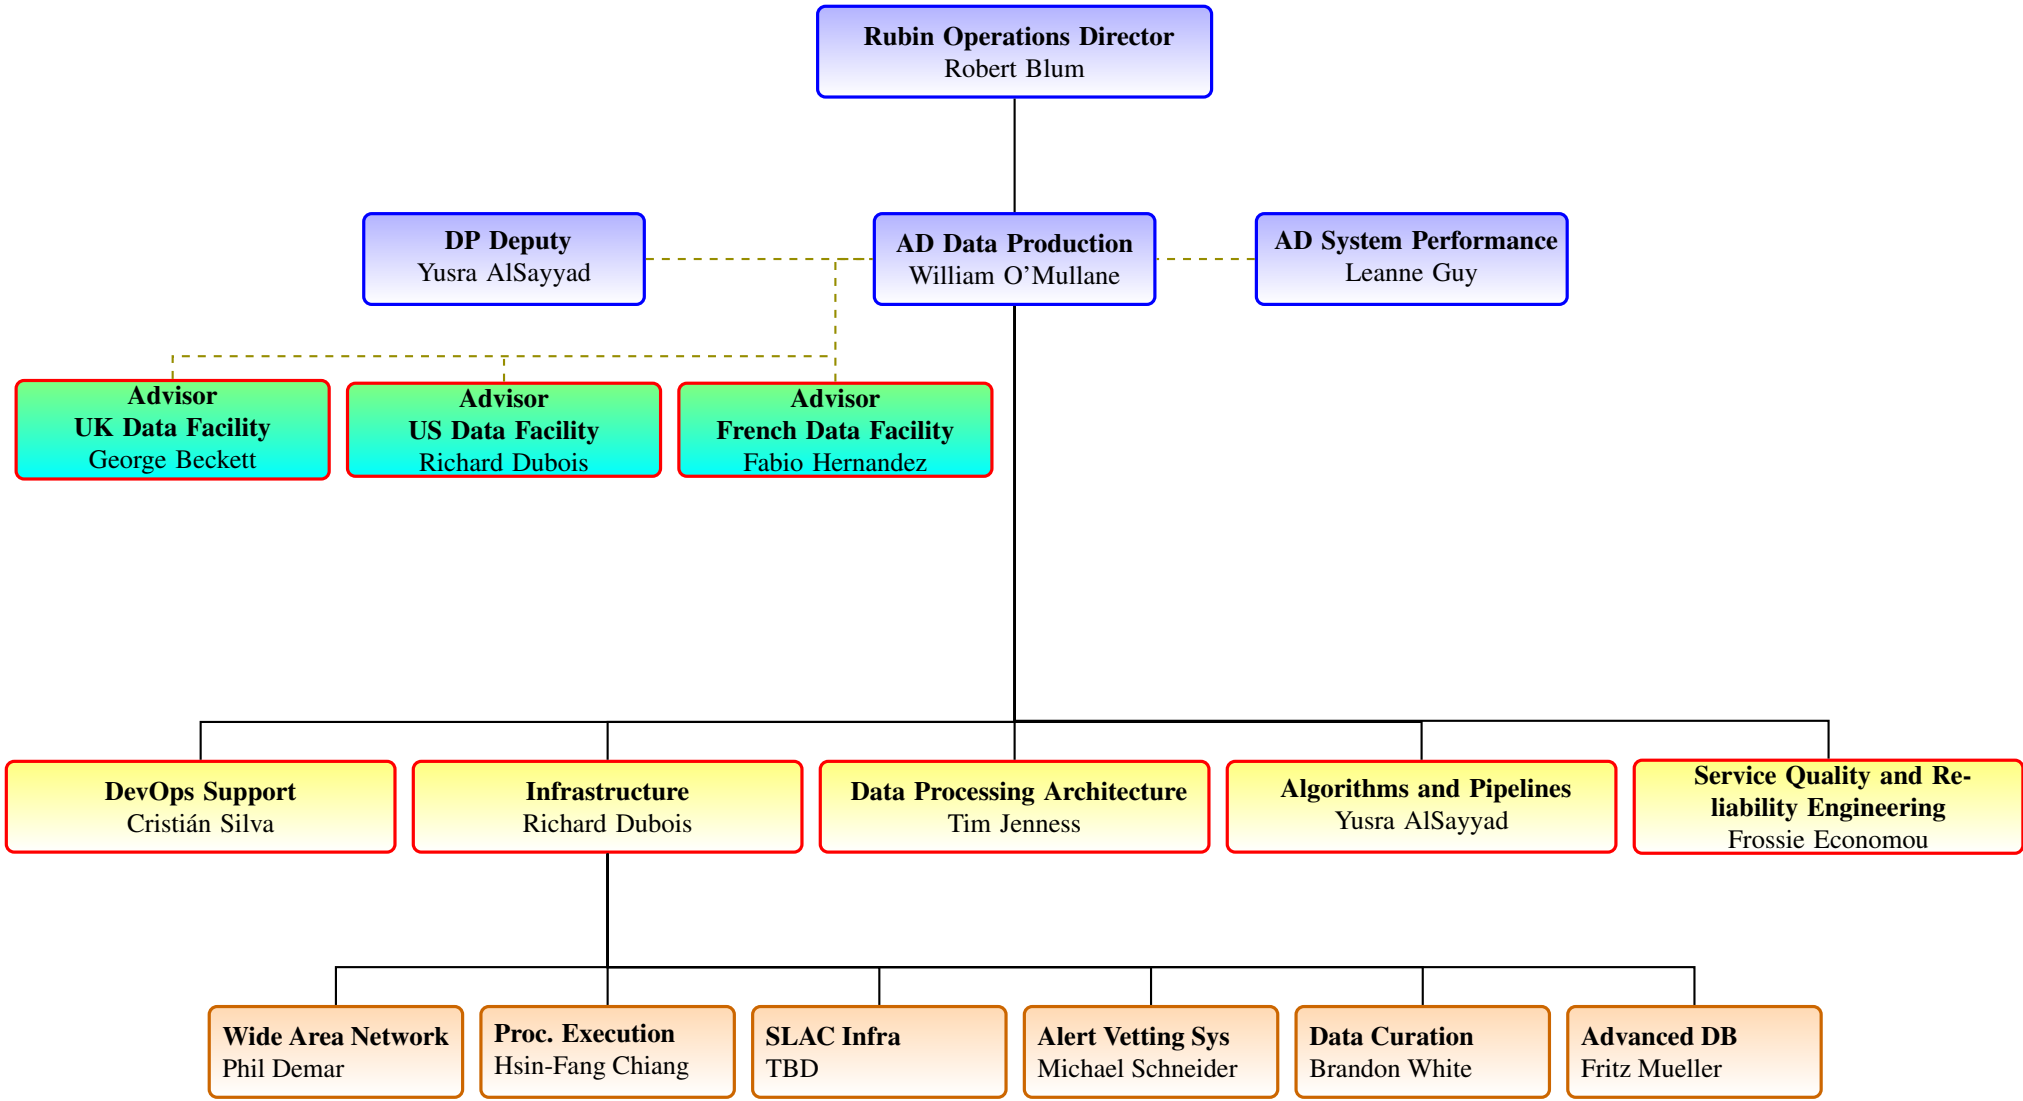 Rubin Operations Director
Robert Blum
DP Deputy
Yusra AlSayyad
AD Data Production
William O'Mullane
AD System Performance
Leanne Guy
Advisor
UK Data Facility
George Beckett
Advisor
US Data Facility
Richard Dubois
Advisor
French Data Facility
Fabio Hernandez
DevOps Support
Cristián Silva
Infrastructure
Richard Dubois
Data Processing Architecture
Tim Jenness
Algorithms and Pipelines
Yusra AlSayyad
Service Quality and Re-
liability Engineering
Frossie Economou
Wide Area Network
Phil Demar
Proc. Execution
Hsin-Fang Chiang
SLAC Infra
TBD
Alert Vetting Sys
Michael Schneider
Data Curation
Brandon White
Advanced DB
Fritz Mueller